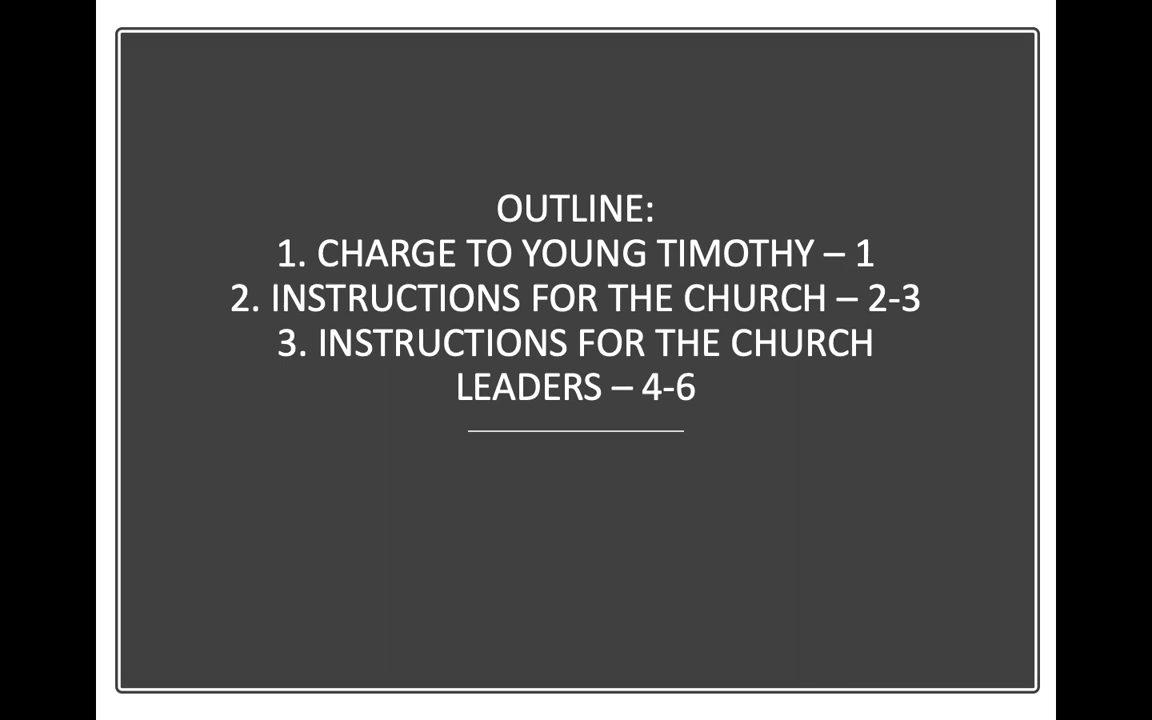 OUTLINE:
1. CHARGE TO YOUNG TIMOTHY – 1
2. INSTRUCTIONS FOR THE CHURCH – 2-3
3. INSTRUCTIONS FOR THE CHURCH
LEADERS – 4-6